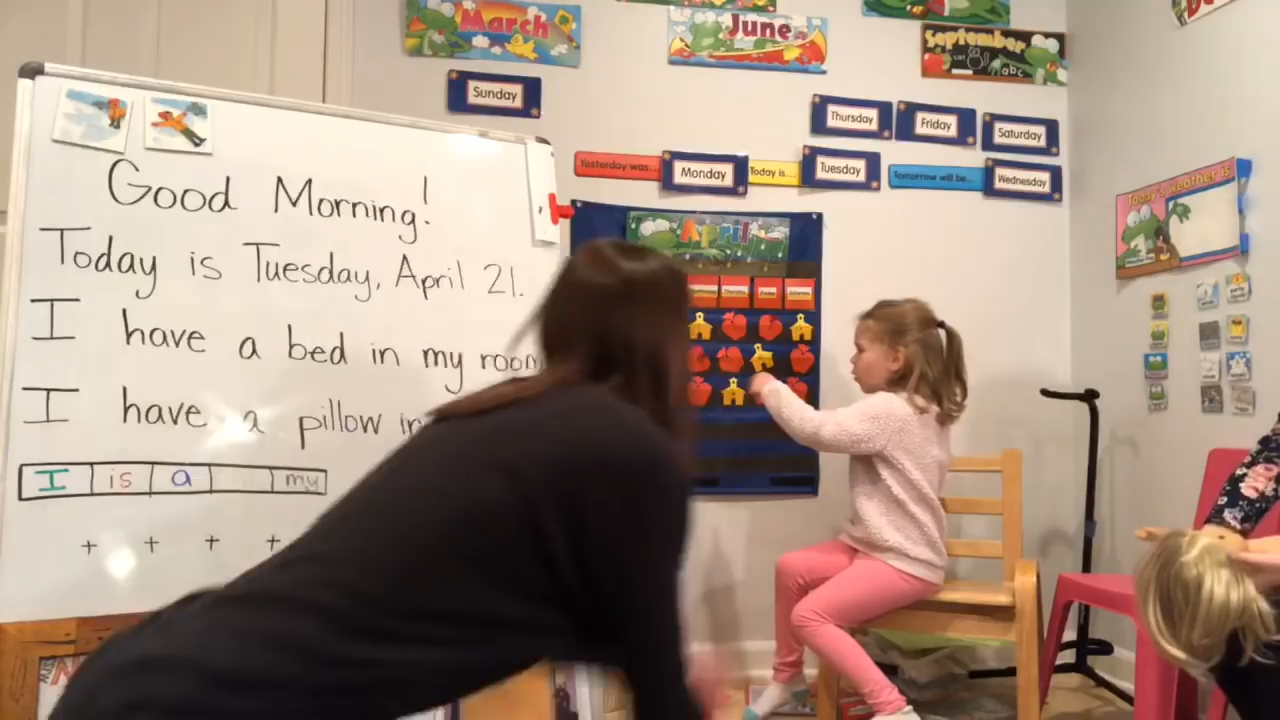 March
June
September
cat
abc
Sunday
Thursday
Friday
Saturday
Yesterday was...
Monday
Today is...
Tuesday
Tomorrow will be...
Wednesday
Today's weather is
April
Good Morning!
Today is Tuesday, April 21.
I have a bed in my room
I have a pillow in
I is a my
+ + + +